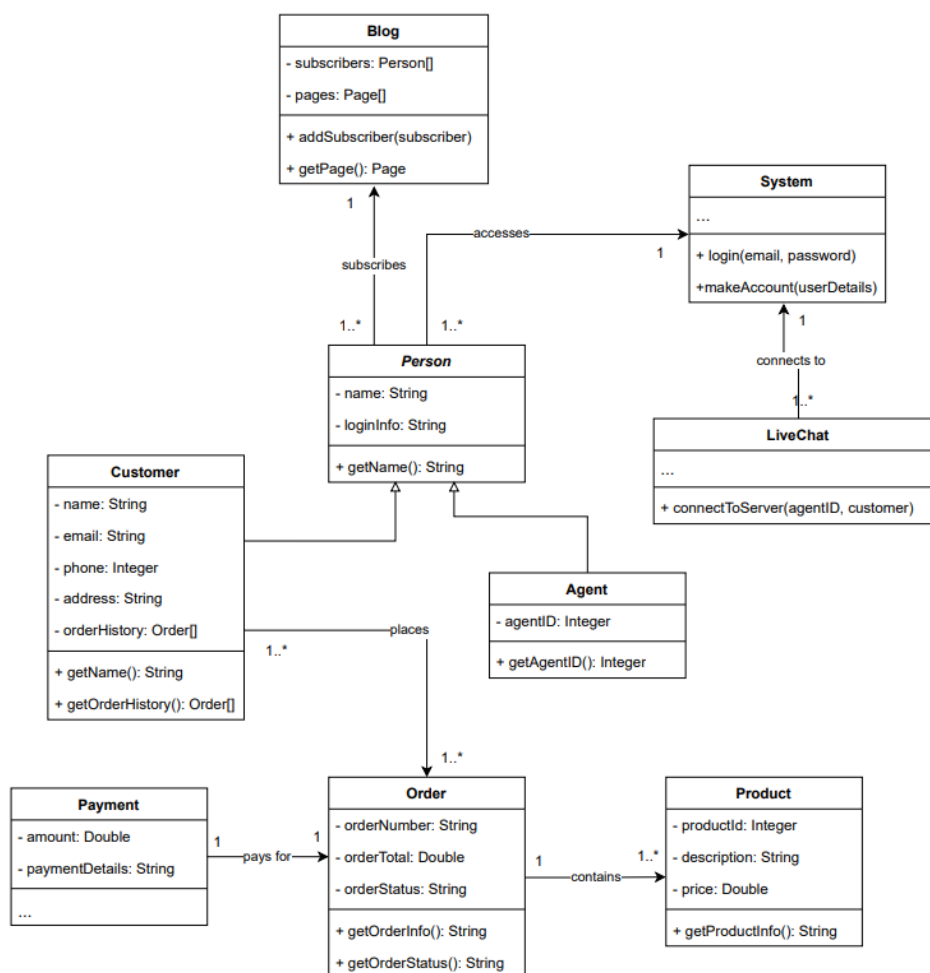 Blog
- subscribers: Person[]
- pages: Page[]
+ addSubscriber(subscriber)
+ getPage(): Page
1
subscribes
1..*
System
...
+ login(email, password)
+makeAccount(userDetails)
accesses
1
1..*
1
connects to
1..*
LiveChat
...
+ connectToServer(agentID, customer)
Person
- name: String
- loginInfo: String
+ getName(): String
Customer
- name: String
- email: String
- phone: Integer
- address: String
- orderHistory: Order[]
+ getName(): String
+ getOrderHistory(): Order[]
Agent
- agentID: Integer
+ getAgentID(): Integer
places
1..*
1..*
Payment
- amount: Double
- paymentDetails: String
...
1
pays for
1
Order
- orderNumber: String
- orderTotal: Double
- orderStatus: String
+ getOrderInfo(): String
+ getOrderStatus(): String
1
contains
1..*
Product
- productId: Integer
- description: String
- price: Double
+ getProductInfo(): String